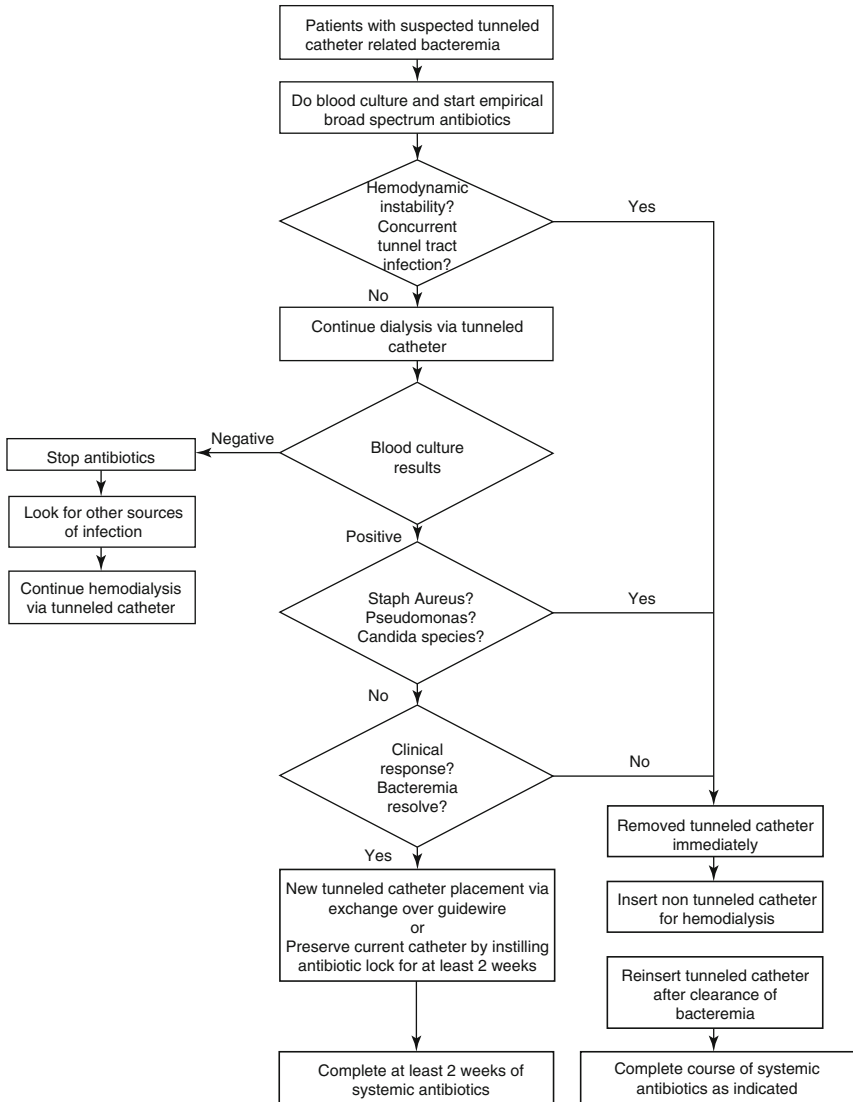 Patients with suspected tunneled
catheter related bacteremia
Do blood culture and start empirical
broad spectrum antibiotics
Hemodynamic
instability?
Concurrent
tunnel tract
infection?
Yes
No
Continue dialysis via tunneled
catheter
Blood culture
results
Negative
Stop antibiotics
Look for other sources
of infection
Continue hemodialysis
via tunneled catheter
Positive
Staph Aureus?
Pseudomonas?
Candida species?
Yes
No
Clinical
response?
Bacteremia
resolve?
No
Yes
Removed tunneled catheter
immediately
Insert non tunneled catheter
for hemodialysis
Reinsert tunneled catheter
after clearance of
bacteremia
Complete course of systemic
antibiotics as indicated
New tunneled catheter placement via
exchange over guidewire
or
Preserve current catheter by instilling
antibiotic lock for at least 2 weeks
Complete at least 2 weeks of
systemic antibiotics